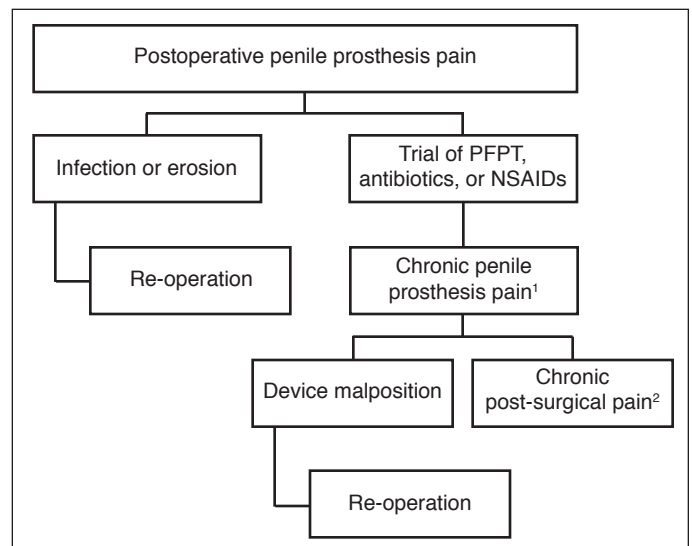 Postoperative penile prosthesis pain
Infection or erosion
Trial of PFPT,
antibiotics, or NSAIDs
Re-operation
Chronic penile
prosthesis pain¹
Device malposition
Chronic
post-surgical pain²
Re-operation